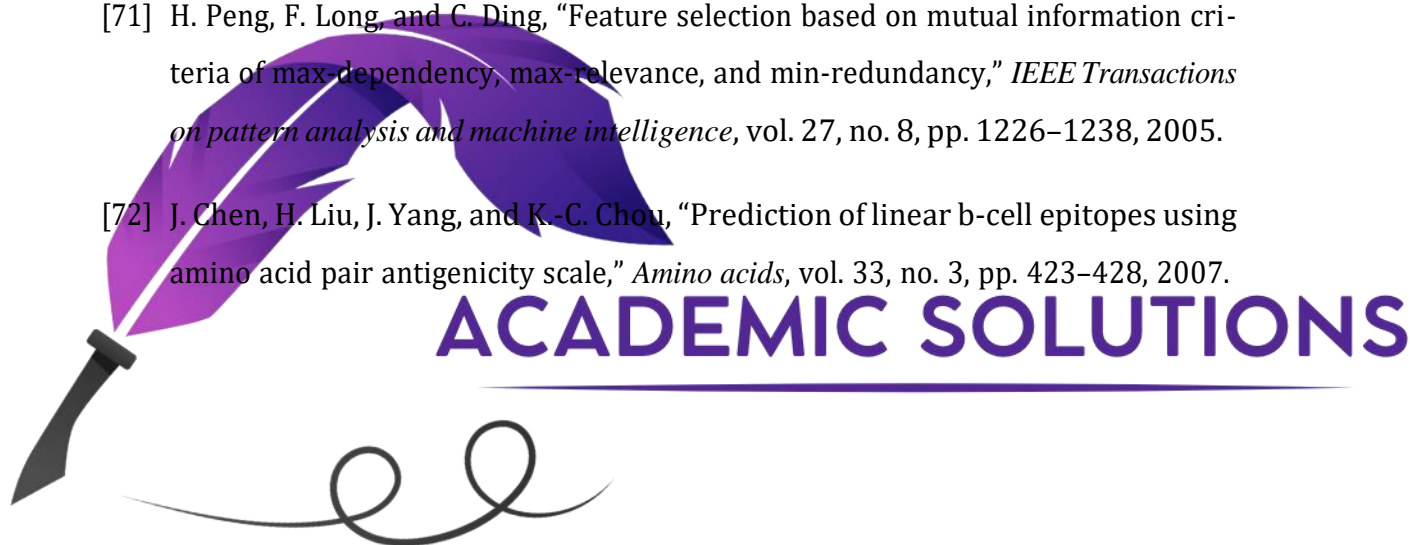 [71] H. Peng, F. Long, and C. Ding, “Feature selection based on mutual information cri-
teria of max-dependency, max-relevance, and min-redundancy,” IEEE Transactions
on pattern analysis and machine intelligence, vol. 27, no. 8, pp. 1226–1238, 2005.
[72] J. Chen, H. Liu, J. Yang, and K.-C. Chou, “Prediction of linear b-cell epitopes using
amino acid pair antigenicity scale,” Amino acids, vol. 33, no. 3, pp. 423–428, 2007.
ACADEMIC SOLUTIONS